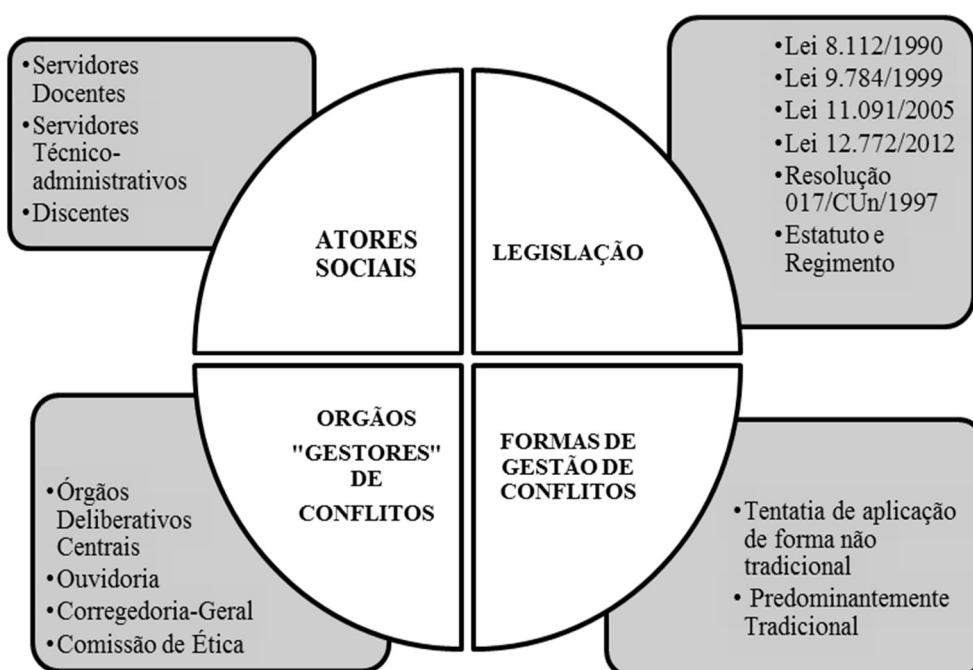 •Servidores
Docentes
•Servidores
Técnico-
administrativos
•Discentes
ATORES
SOCIAIS
•Lei 8.112/1990
•Lei 9.784/1999
•Lei 11.091/2005
•Lei 12.772/2012
•Resolução
017/CUn/1997
•Estatuto e
Regimento
LEGISLAÇÃO
•Órgãos
Deliberativos
Centrais
•Ouvidoria
•Corregedoria-Geral
•Comissão de Ética
ORGÃOS
"GESTORES"
DE
CONFLITOS
FORMAS DE
GESTÃO DE
CONFLITOS
•Tentatia de aplicação
de forma não
tradicional
• Predominantemente
Tradicional